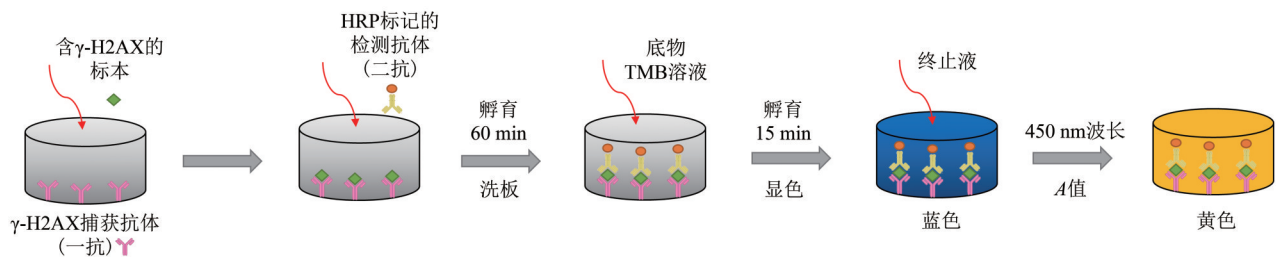 含γ-H2AX的
标本
γ-H2AX捕获抗体
(一抗)
HRP标记的
检测抗体
(二抗)
孵育
60 min
洗板
底物
TMB溶液
孵育
15 min
显色
终止液
蓝色
450 nm波长
A值
黄色